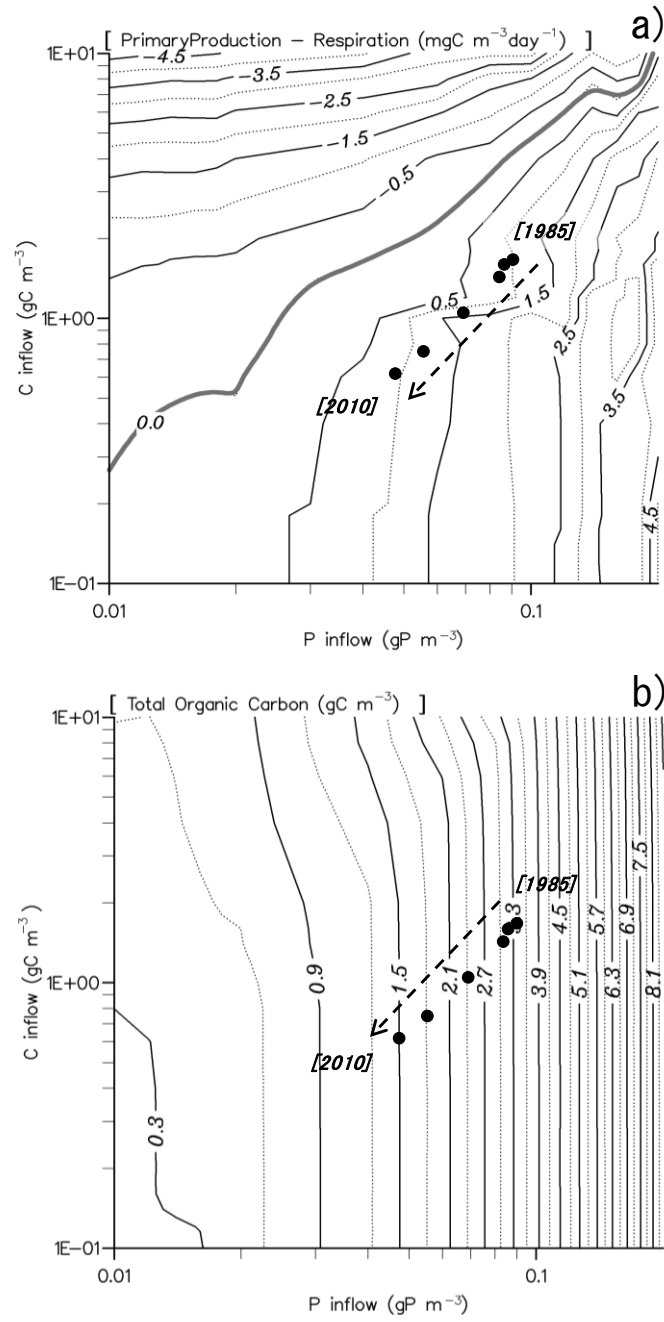 a)
[ PrimaryProduction – Respiration (mgC m⁻³day⁻¹) ]
1E+01
−4.5
−3.5
−2.5
−1.5
−0.5
[1985]
C inflow (gC m⁻³)
1E+00
0.5
1.5
2.5
[2010]
3.5
0.0
4.5
1E−01
0.01
0.1
P inflow (gP m⁻³)
b)
[ Total Organic Carbon (gC m⁻³) ]
1E+01
7.5
[1985]
4.5
5.7
6.9
0.9
1.5
2.1
2.7
3.9
5.1
6.3
8.1
C inflow (gC m⁻³)
1E+00
[2010]
0.3
1E−01
0.01
0.1
P inflow (gP m⁻³)